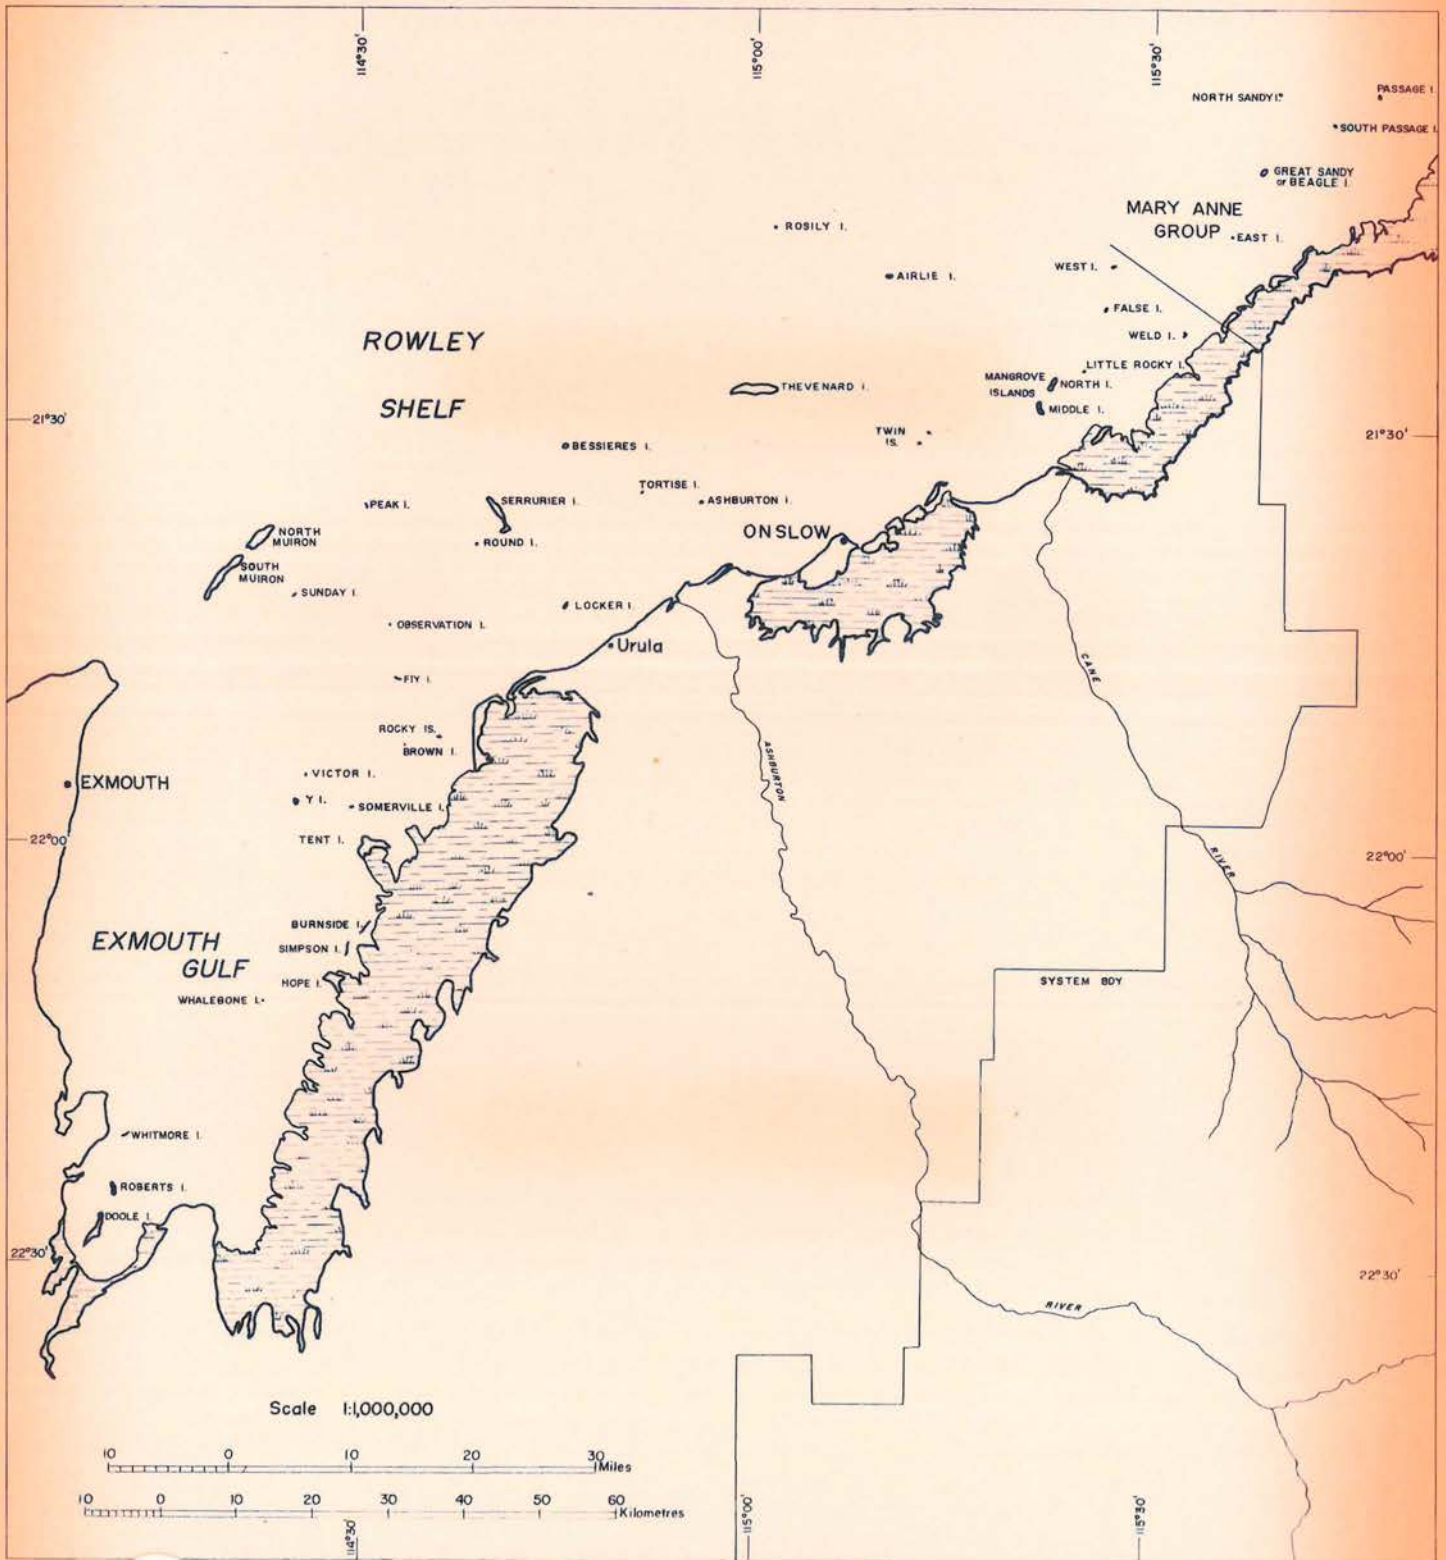 114°30'
115°00'
115°30'
NORTH SANDY I.
PASSAGE I.
SOUTH PASSAGE I.
GREAT SANDY
or BEAGLE I.
MARY ANNE
GROUP
EAST I.
ROSILY I.
WEST I.
AIRLIE I.
FALSE I.
WELD I.
ROWLEY
SHELF
LITTLE ROCKY I.
MANGROVE
ISLANDS
NORTH I.
MIDDLE I.
THEVENARD I.
21°30'
21°30'
TWIN
IS.
BESSIERES I.
TORTISE I.
ASHBURTON I.
SERRURIER I.
PEAK I.
ONSLOW
NORTH
MUIRON
ROUND I.
SOUTH
MUIRON
SUNDAY I.
LOCKER I.
OBSERVATION I.
Urula
CANE
FIY I.
ROCKY IS.
BROWN I.
ASHBURTON
VICTOR I.
EXMOUTH
Y I.
SOMERVILLE I.
TENT I.
22°00'
22°00'
RIVER
BURNSIDE I.
EXMOUTH
GULF
SIMPSON I.
HOPE I.
SYSTEM BDY
WHALEBONE I.
WHITMORE I.
ROBERTS I.
DOOLE I.
22°30'
22°30'
RIVER
Scale 1:1,000,000
10 0 10 20 30
Miles
10 0 10 20 30 40 50 60
Kilometres
114°30'
115°00'
115°30'